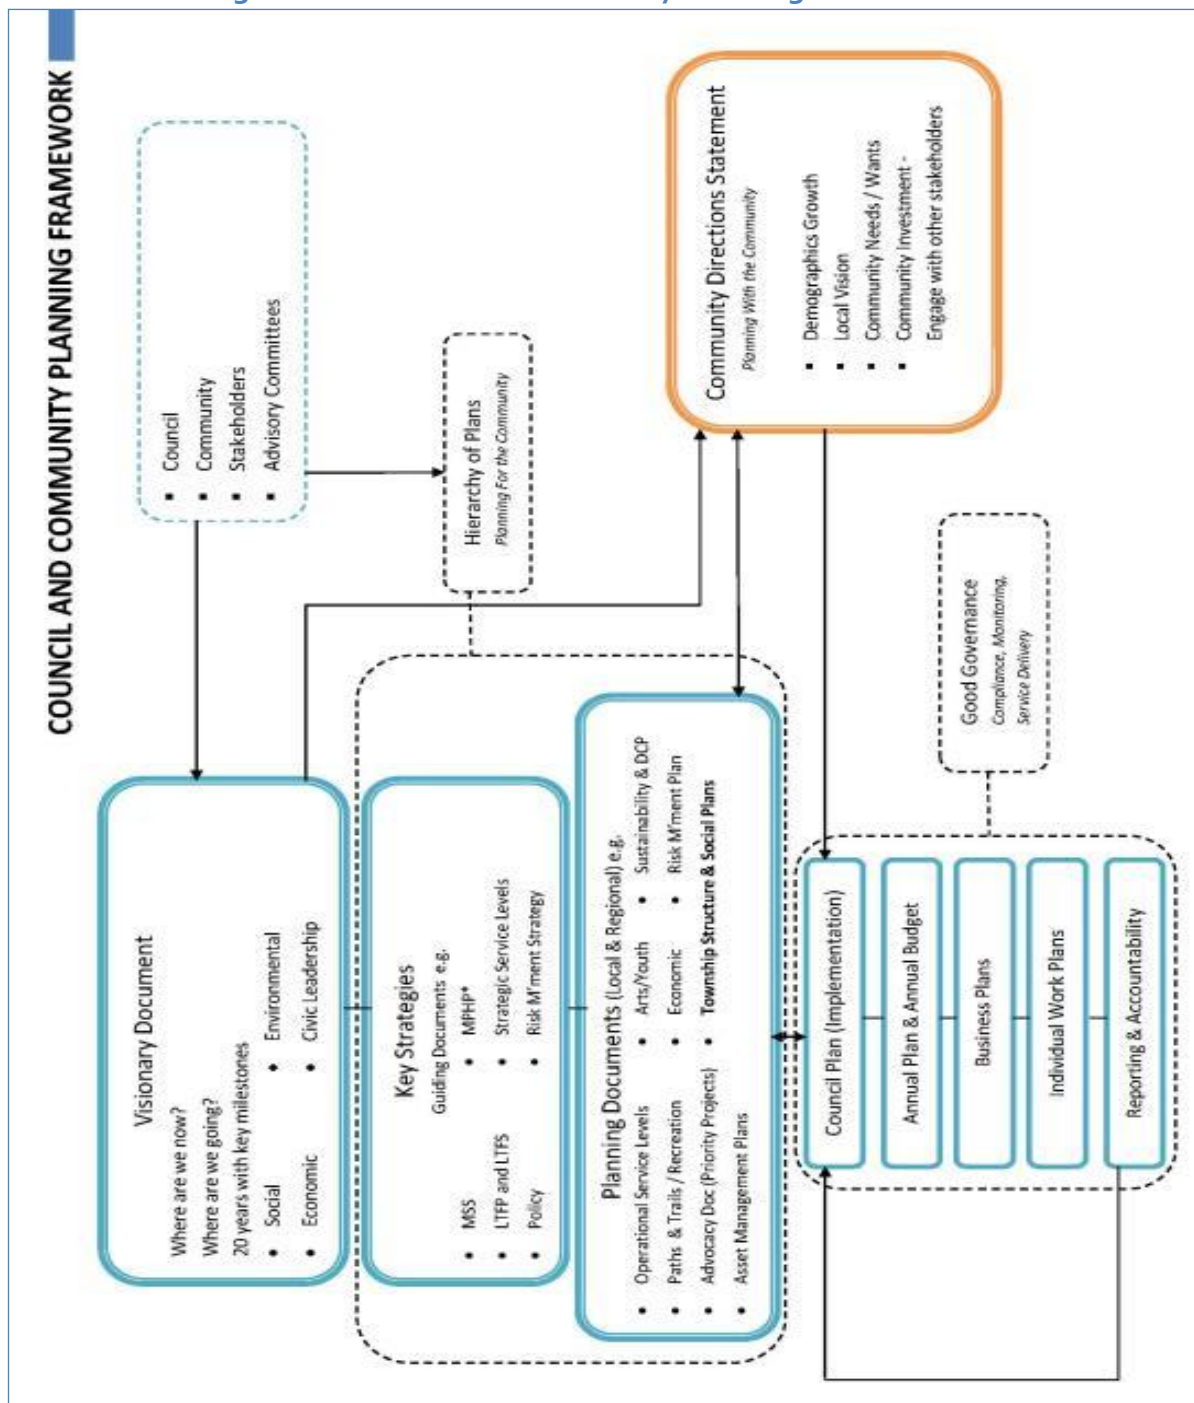 COUNCIL AND COMMUNITY PLANNING FRAMEWORK
Visionary Document
Where are we now?
Where are we going?
20 years with key milestones
• Social
• Environmental
• Economic
• Civic Leadership
▪ Council
▪ Community
▪ Stakeholders
▪ Advisory Committees
Key Strategies
Guiding Documents e.g.
• MSS
• MPHP*
• LTFP and LTFS
• Strategic Service Levels
• Policy
• Risk M'ment Strategy
Hierarchy of Plans
Planning For the Community
Planning Documents (Local & Regional) e.g.
• Operational Service Levels
• Arts/Youth
• Sustainability & DCP
• Paths & Trails / Recreation
• Economic
• Risk M'ment Plan
• Advocacy Doc (Priority Projects)
• Township Structure & Social Plans
• Asset Management Plans
Community Directions Statement
Planning With the Community
▪ Demographics Growth
▪ Local Vision
▪ Community Needs / Wants
▪ Community Investment -
Engage with other stakeholders
Council Plan (Implementation)
Annual Plan & Annual Budget
Business Plans
Individual Work Plans
Reporting & Accountability
Good Governance
Compliance, Monitoring,
Service Delivery